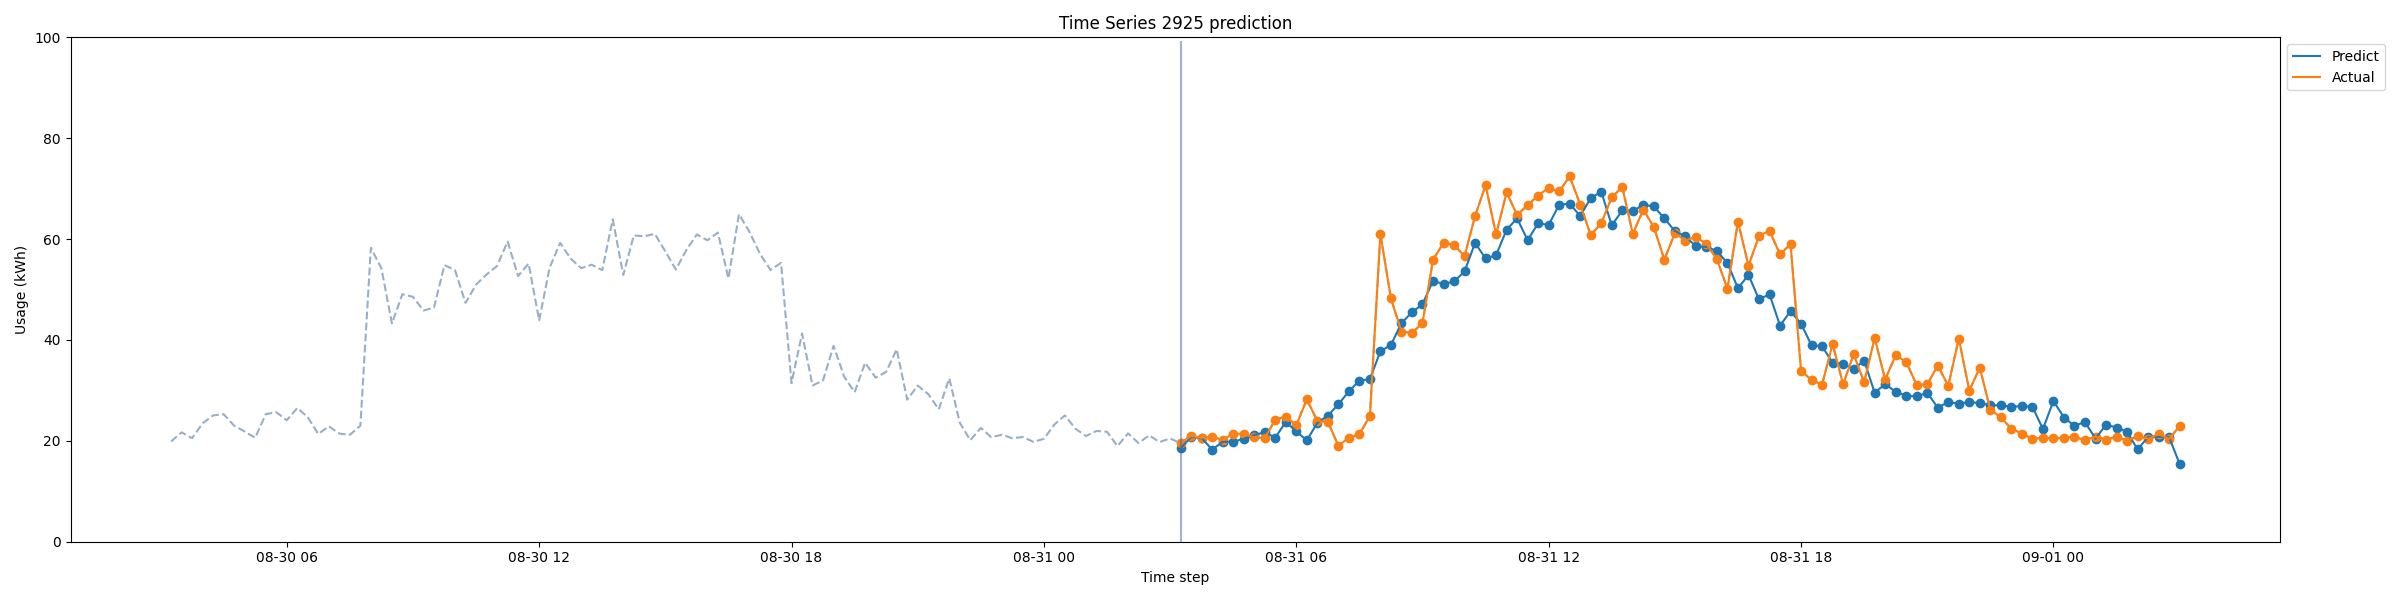 Time Series 2925 prediction
100
80
60
40
20
0
Usage (kWh)
08-30 06
08-30 12
08-30 18
08-31 00
08-31 06
08-31 12
08-31 18
09-01 00
Time step
Predict
Actual